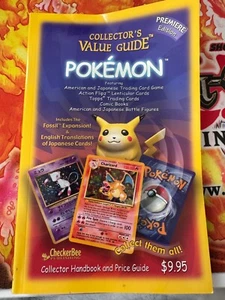 COLLECTOR'S
VALUE GUIDE™
PREMIERE
Edition
POKÉMON™
Featuring
American and Japanese Trading Card Game
Action Flipz™ Lenticular Cards
Topps® Trading Cards
Comic Books
American and Japanese Battle Figures
Includes The
Fossil™ Expansion!
+
English Translations
of Japanese Cards!
Charizard
Pokémon
Collect them all!
CheckerBee
Collector Handbook and Price Guide
$9.95